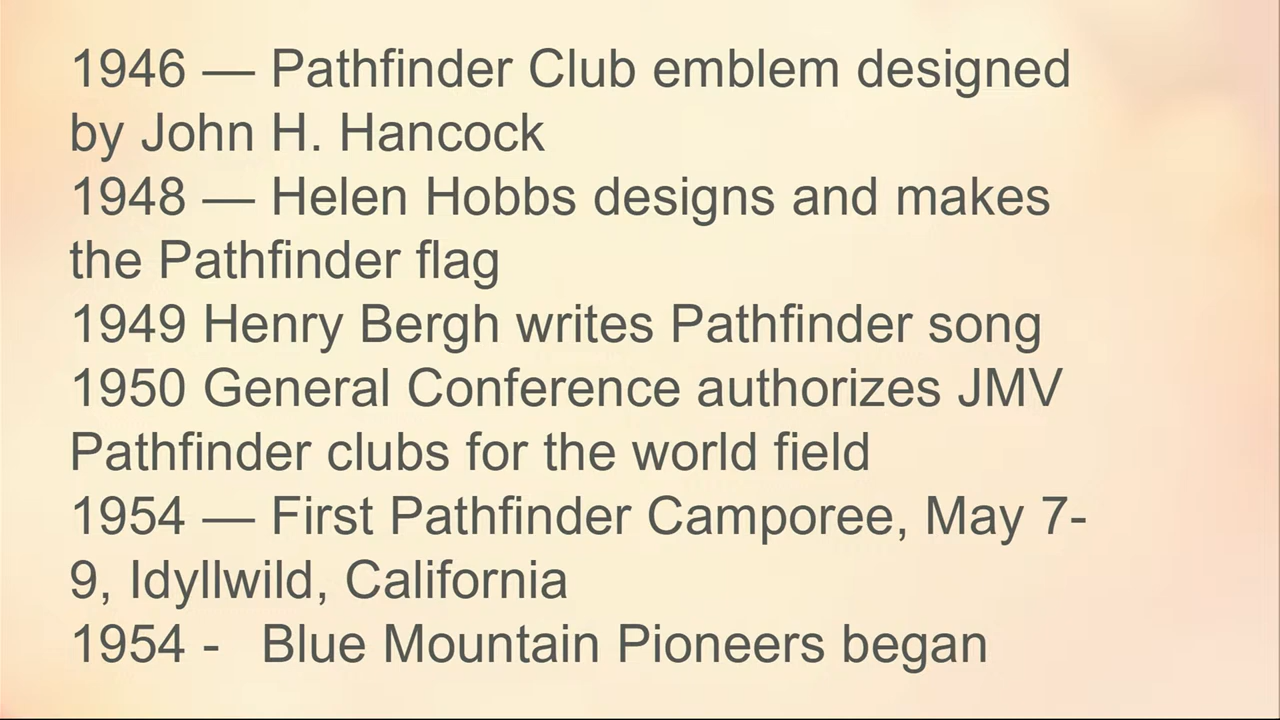 1946 — Pathfinder Club emblem designed
by John H. Hancock
1948 — Helen Hobbs designs and makes
the Pathfinder flag
1949 Henry Bergh writes Pathfinder song
1950 General Conference authorizes JMV
Pathfinder clubs for the world field
1954 — First Pathfinder Camporee, May 7-
9, Idyllwild, California
1954 -   Blue Mountain Pioneers began